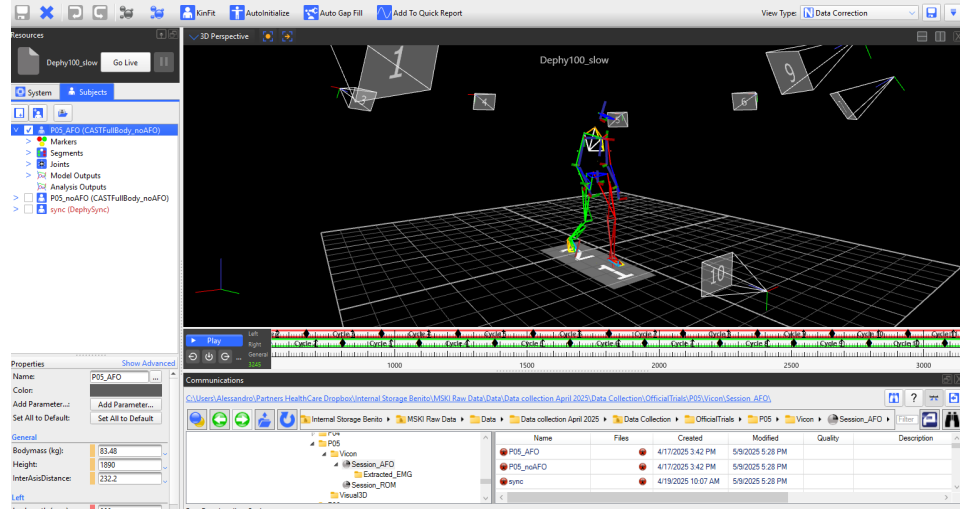 KinFit AutoInitialize Auto Gap Fill Add To Quick Report View Type: Data Correction
Resources
3D Perspective
Dephy100_slow Go Live
Dephy100_slow
System Subjects
P05_AFO (CASTFullBody_noAFO)
Markers
Segments
Joints
Model Outputs
Analysis Outputs
P05_noAFO (CASTFUllBody_noAFO)
sync (DephySync)
1
3
4
5
6
9
10
Play
Left
Right
General
3245
1000 1500 2000 2500 3000
Properties Show Advanced
Name: P05_AFO ...
Color:
Add Parameter...: Add Parameter...
Set All to Default: Set All to Default
General
Bodymass (kg): 83.48
Height: 1890
InterAsisDistance: 232.2
Left
Communications
C:\Users\Alessandro\Partners HealthCare Dropbox\Internal Storage Benito\MSKI Raw Data\Data\Data collection April 2025\Data Collection\OfficialTrials\P05\Vicon\Session_AFO\
Internal Storage Benito MSKI Raw Data Data Data collection April 2025 Data Collection OfficialTrials P05 Vicon Session_AFO Filter
P05
Vicon
Session_AFO
Extracted_EMG
Session_ROM
Visual3D
Name Files Created Modified Quality Description
P05_AFO 4/17/2025 3:42 PM 5/9/2025 5:28 PM
P05_noAFO 4/17/2025 3:42 PM 5/9/2025 5:28 PM
sync 4/19/2025 10:07 AM 5/9/2025 5:28 PM